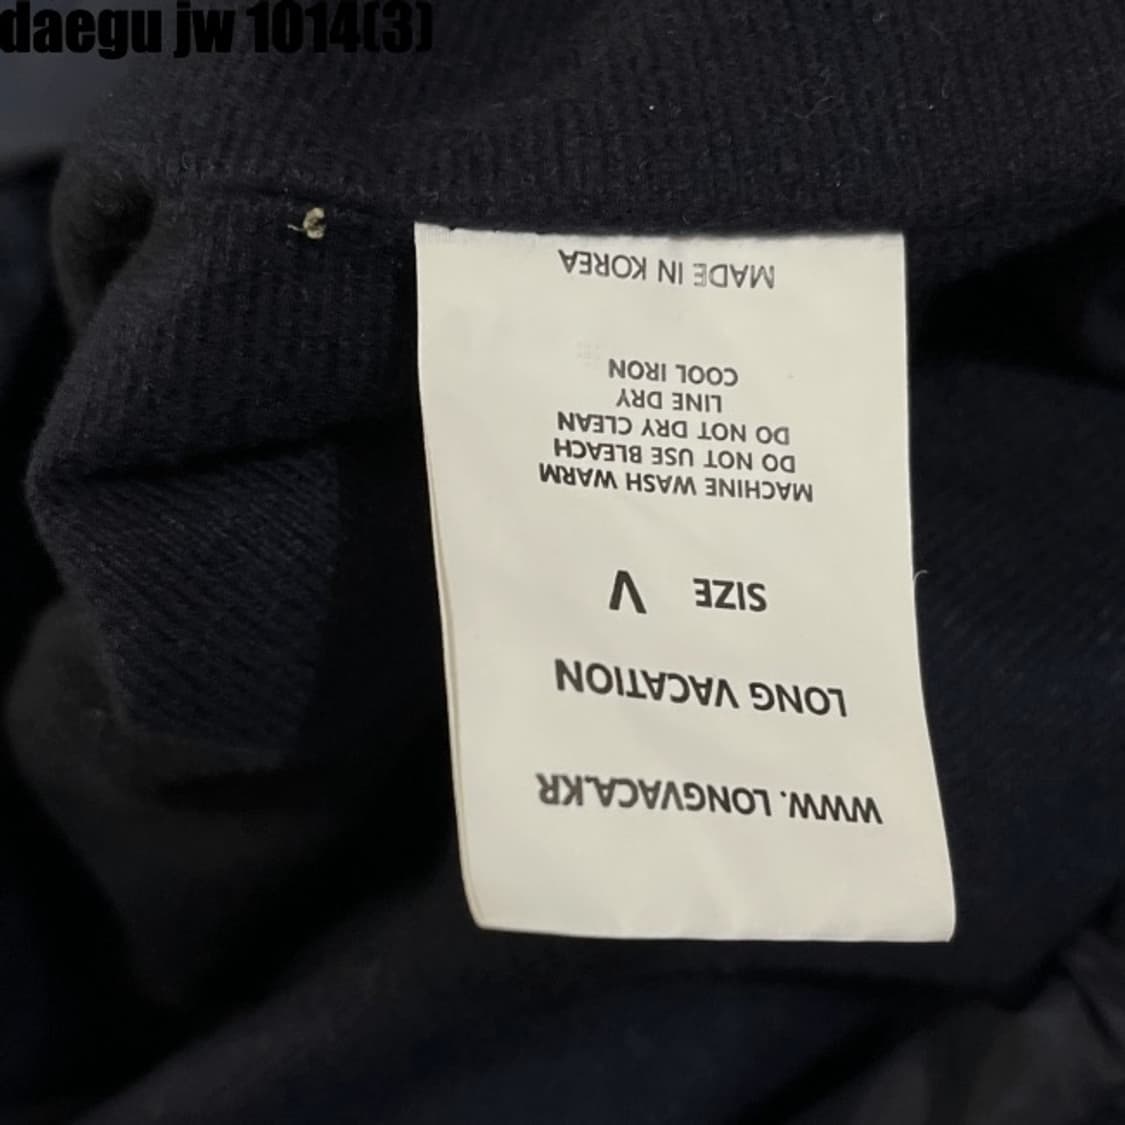 daegu jw 1014(3)
WWW. LONGVACA.KR
LONG VACATION
SIZE V
MACHINE WASH WARM
DO NOT USE BLEACH
DO NOT DRY CLEAN
LINE DRY
COOL IRON
MADE IN KOREA